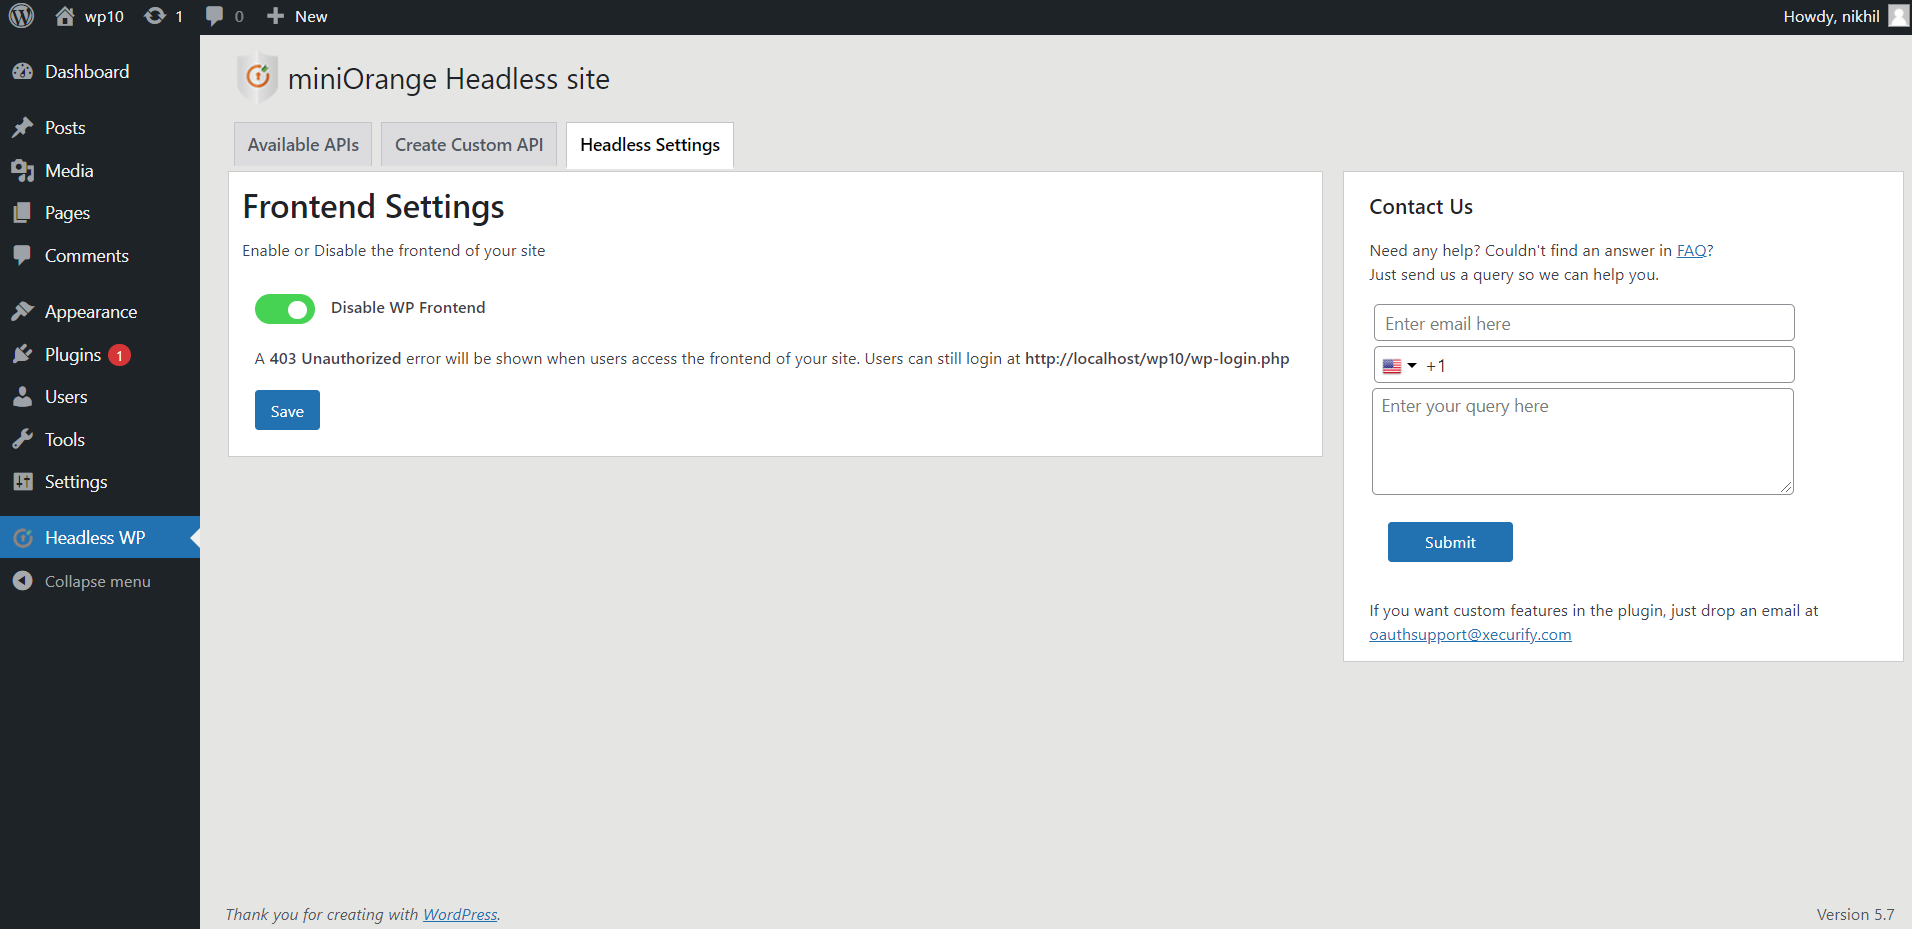 wp10 1 0 New Howdy, nikhil
Dashboard
Posts
Media
Pages
Comments
Appearance
Plugins 1
Users
Tools
Settings
Headless WP
Collapse menu
miniOrange Headless site
Available APIs Create Custom API Headless Settings
Frontend Settings
Enable or Disable the frontend of your site
Disable WP Frontend
A 403 Unauthorized error will be shown when users access the frontend of your site. Users can still login at http://localhost/wp10/wp-login.php
Save
Contact Us
Need any help? Couldn't find an answer in FAQ?
Just send us a query so we can help you.
Enter email here
+1
Enter your query here
Submit
If you want custom features in the plugin, just drop an email at
oauthsupport@xecurify.com
Thank you for creating with WordPress.
Version 5.7